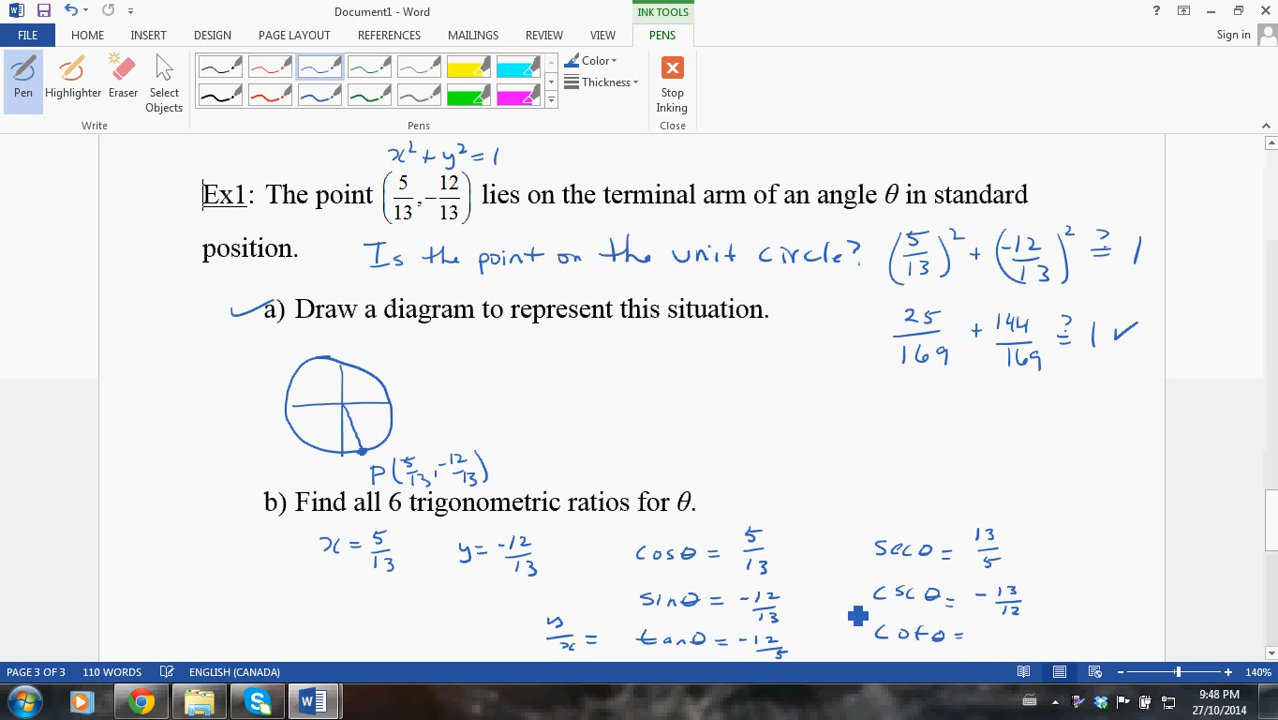 Document1 - Word
INK TOOLS
FILE HOME INSERT DESIGN PAGE LAYOUT REFERENCES MAILINGS REVIEW VIEW PENS
Sign in
Pen Highlighter Eraser Select Objects
Color
Thickness
Stop Inking
Write Pens Close
x² + y² = 1
Ex1: The point (5/13, -12/13) lies on the terminal arm of an angle θ in standard
position.
Is the point on the unit circle? (5/13)² + (-12/13)² ≟ 1
a) Draw a diagram to represent this situation.
25/169 + 144/169 ≟ 1 ✓
P(5/13, -12/13)
b) Find all 6 trigonometric ratios for θ.
x = 5/13 y = -12/13 cosθ = 5/13 secθ = 13/5
sinθ = -12/13 cscθ = -13/12
y/x = tanθ = -12/5 cotθ =
PAGE 3 OF 3 110 WORDS ENGLISH (CANADA) 140%
9:48 PM
27/10/2014